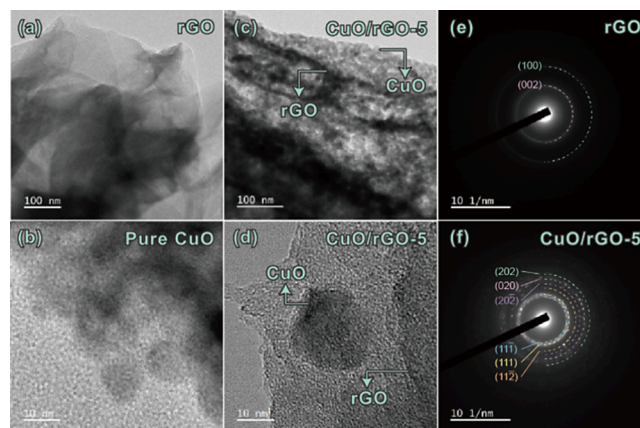 (a) rGO
100 nm
(b) Pure CuO
10 nm
(c) CuO/rGO-5
CuO
rGO
100 nm
(d) CuO/rGO-5
CuO
rGO
10 nm
(e) rGO
(100)
(002)
10 1/nm
(f) CuO/rGO-5
(202)
(020)
(202̅)
(111̅)
(111)
(112̅)
10 1/nm